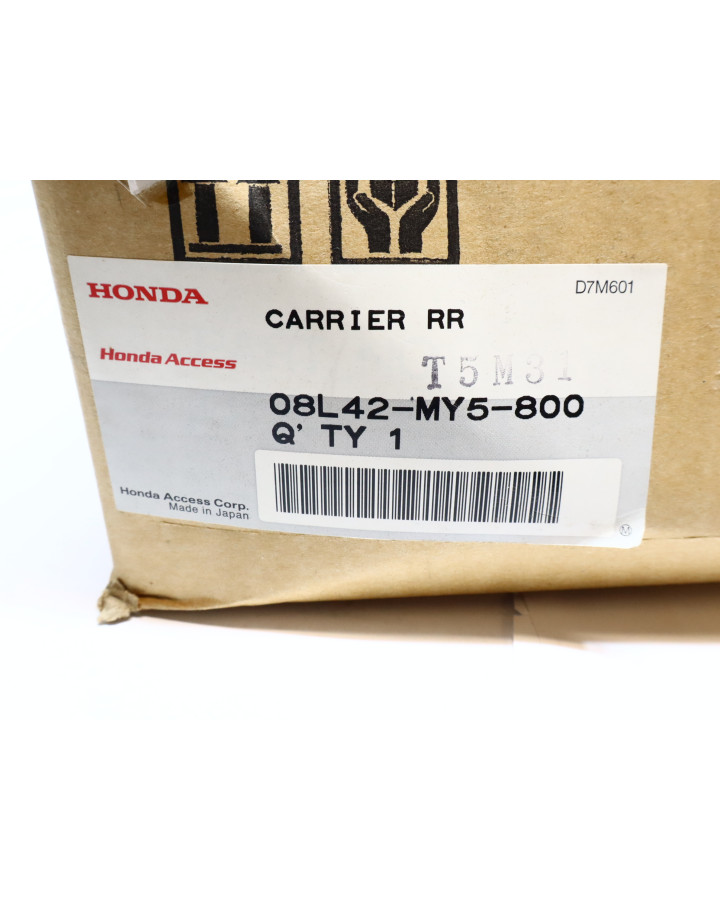 HONDA
D7M601
CARRIER RR
Honda Access
T5M31
08L42-MY5-800
Q'TY 1
Honda Access Corp.
Made in Japan